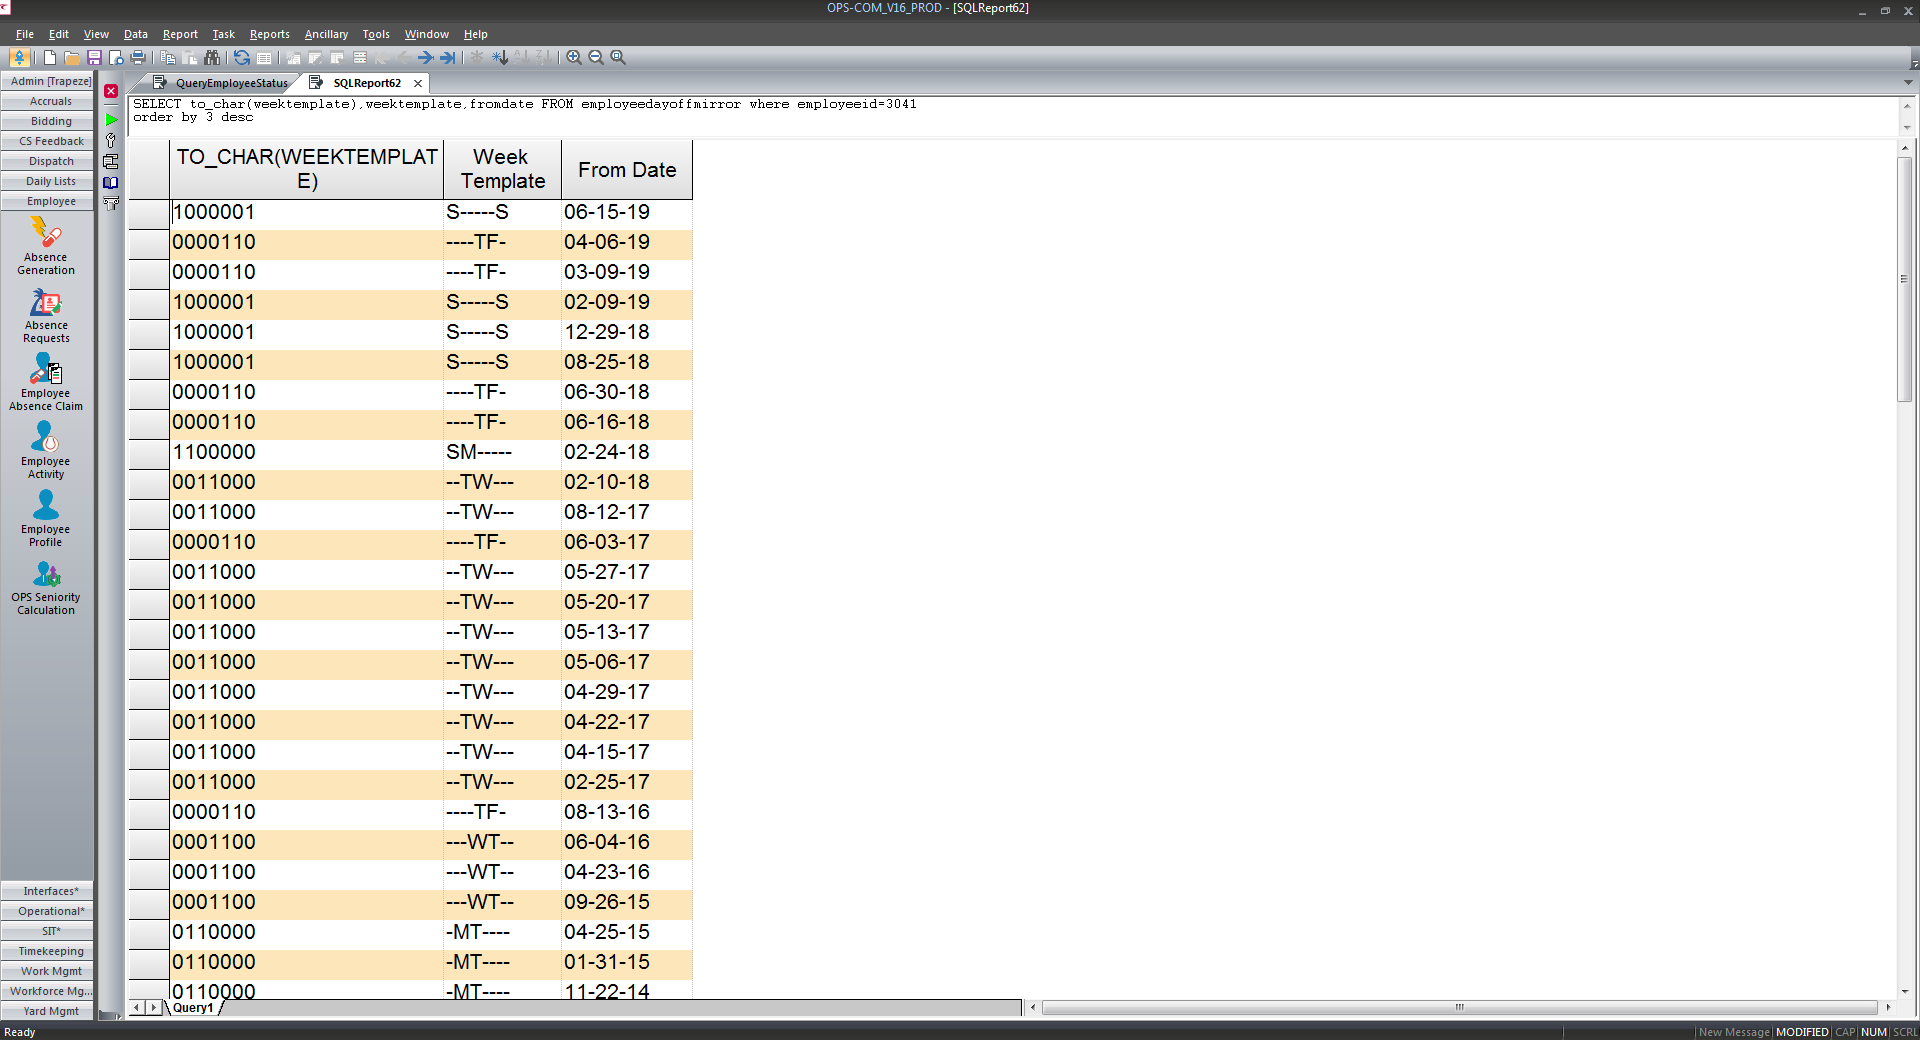 OPS-COM_V16_PROD - [SQLReport62]
File Edit View Data Report Task Reports Ancillary Tools Window Help
Admin [Trapeze]
Accruals
Bidding
CS Feedback
Dispatch
Daily Lists
Employee
Absence
Generation
Absence
Requests
Employee
Absence Claim
Employee
Activity
Employee
Profile
OPS Seniority
Calculation
Interfaces*
Operational*
SIT*
Timekeeping
Work Mgmt
Workforce Mg...
Yard Mgmt
QueryEmployeeStatus SQLReport62
SELECT to_char(weektemplate),weektemplate,fromdate FROM employeedayoffmirror where employeeid=3041
order by 3 desc
TO_CHAR(WEEKTEMPLAT
E)
Week
Template
From Date
1000001 S-----S 06-15-19
0000110 ----TF- 04-06-19
0000110 ----TF- 03-09-19
1000001 S-----S 02-09-19
1000001 S-----S 12-29-18
1000001 S-----S 08-25-18
0000110 ----TF- 06-30-18
0000110 ----TF- 06-16-18
1100000 SM----- 02-24-18
0011000 --TW--- 02-10-18
0011000 --TW--- 08-12-17
0000110 ----TF- 06-03-17
0011000 --TW--- 05-27-17
0011000 --TW--- 05-20-17
0011000 --TW--- 05-13-17
0011000 --TW--- 05-06-17
0011000 --TW--- 04-29-17
0011000 --TW--- 04-22-17
0011000 --TW--- 04-15-17
0011000 --TW--- 02-25-17
0000110 ----TF- 08-13-16
0001100 ---WT-- 06-04-16
0001100 ---WT-- 04-23-16
0001100 ---WT-- 09-26-15
0110000 -MT---- 04-25-15
0110000 -MT---- 01-31-15
0110000 -MT---- 11-22-14
Query1
Ready
New Message MODIFIED CAP NUM SCRL